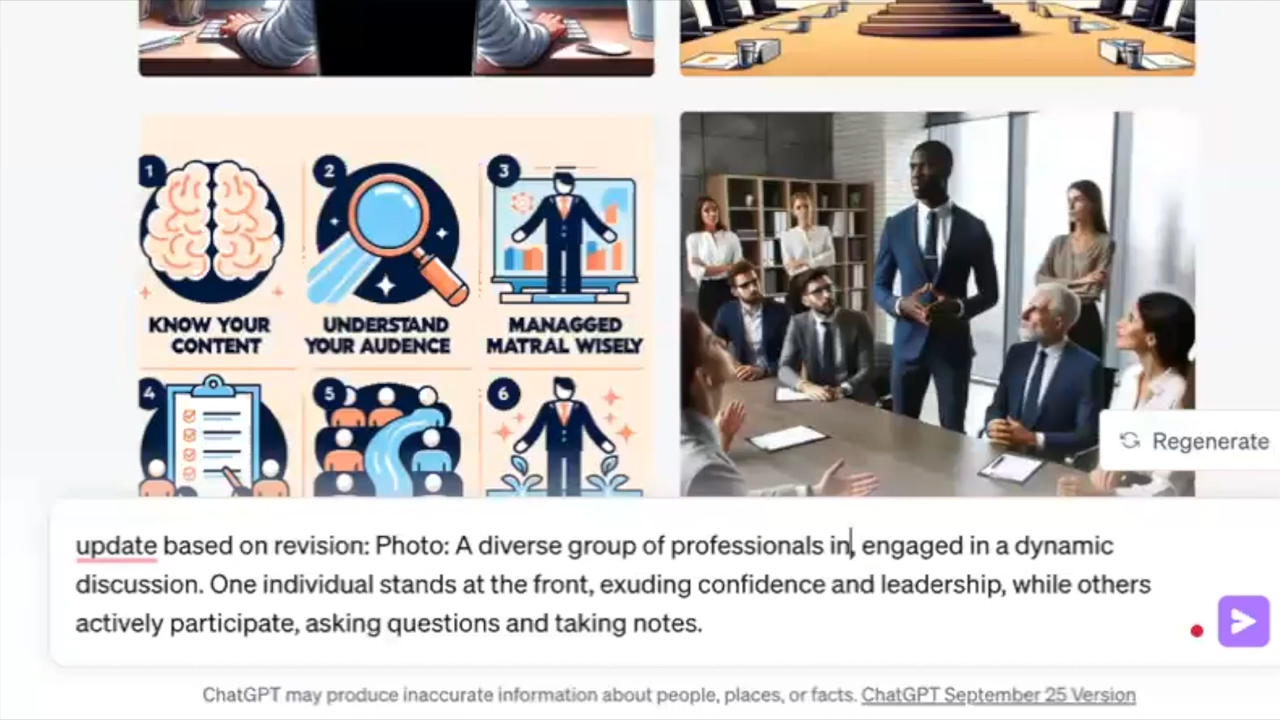 1
2
3
KNOW YOUR
CONTENT
UNDERSTAND
YOUR AUDENCE
MANAGGED
MATRAL WISELY
4
5
6
Regenerate
update based on revision: Photo: A diverse group of professionals in, engaged in a dynamic
discussion. One individual stands at the front, exuding confidence and leadership, while others
actively participate, asking questions and taking notes.
ChatGPT may produce inaccurate information about people, places, or facts. ChatGPT September 25 Version